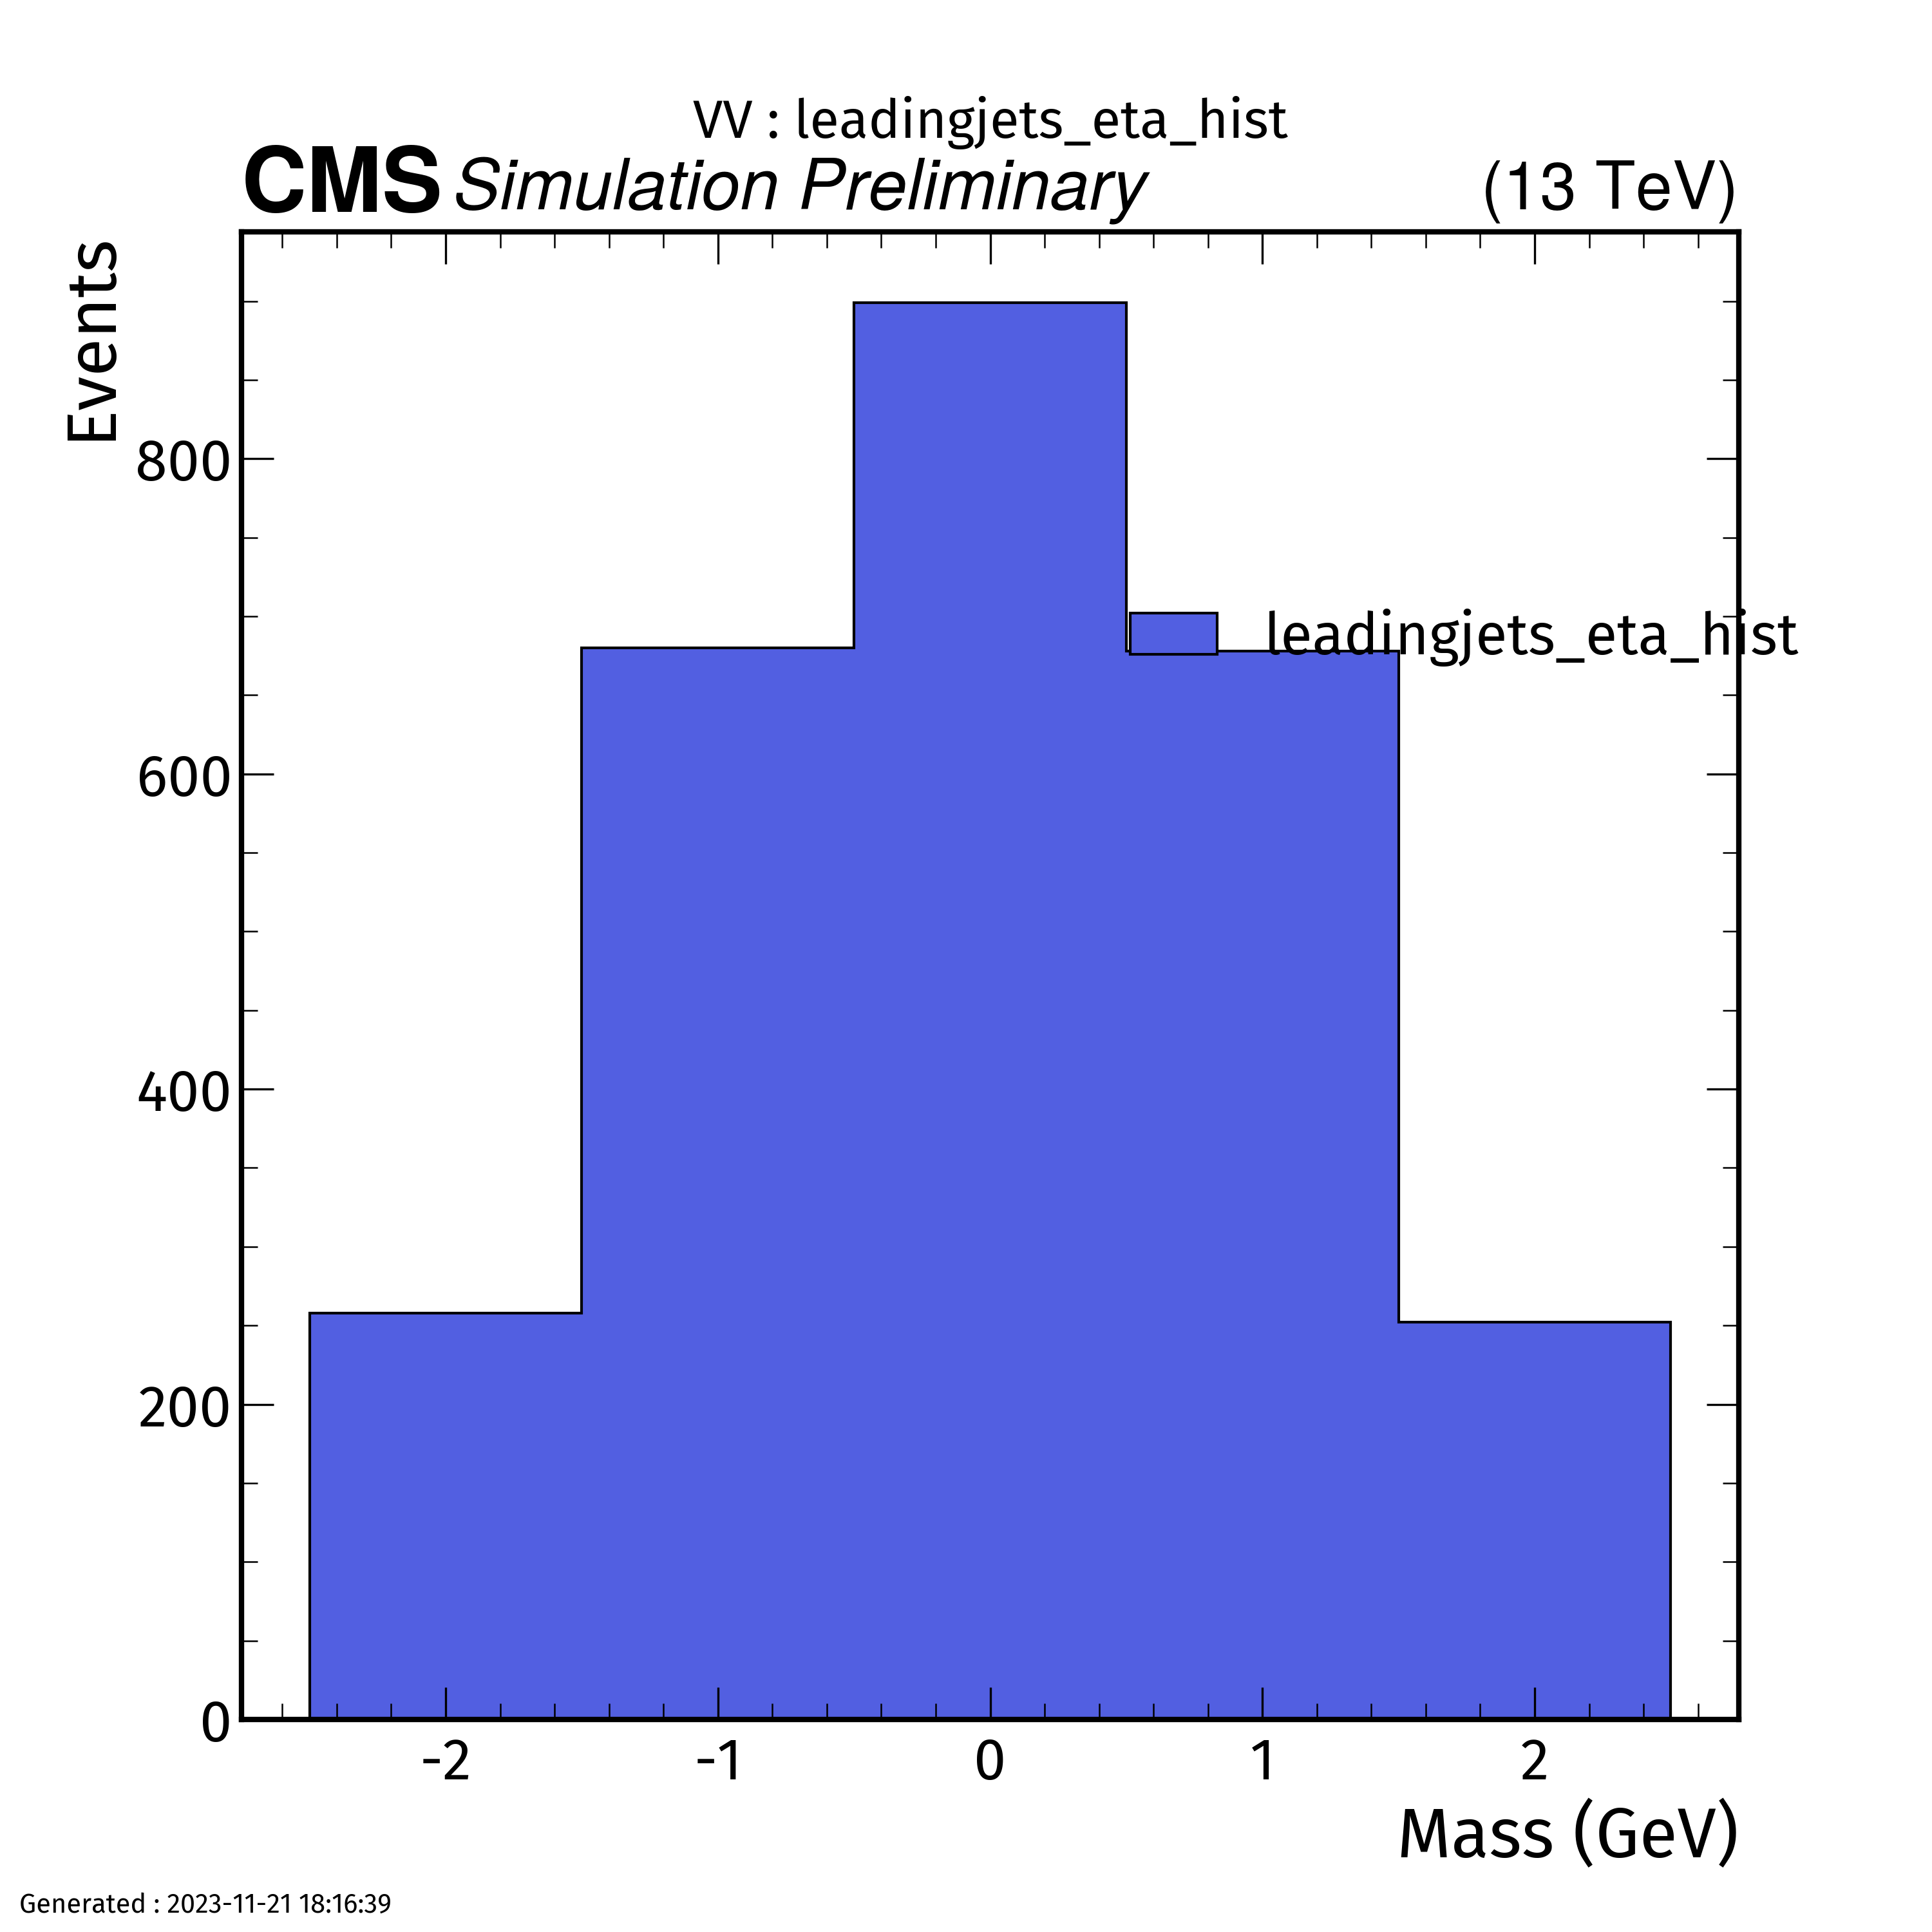 VV : leadingjets_eta_hist
CMS Simulation Preliminary (13 TeV)
Events
800
600
400
200
0
leadingjets_eta_hist
-2 -1 0 1 2
Mass (GeV)
Generated : 2023-11-21 18:16:39